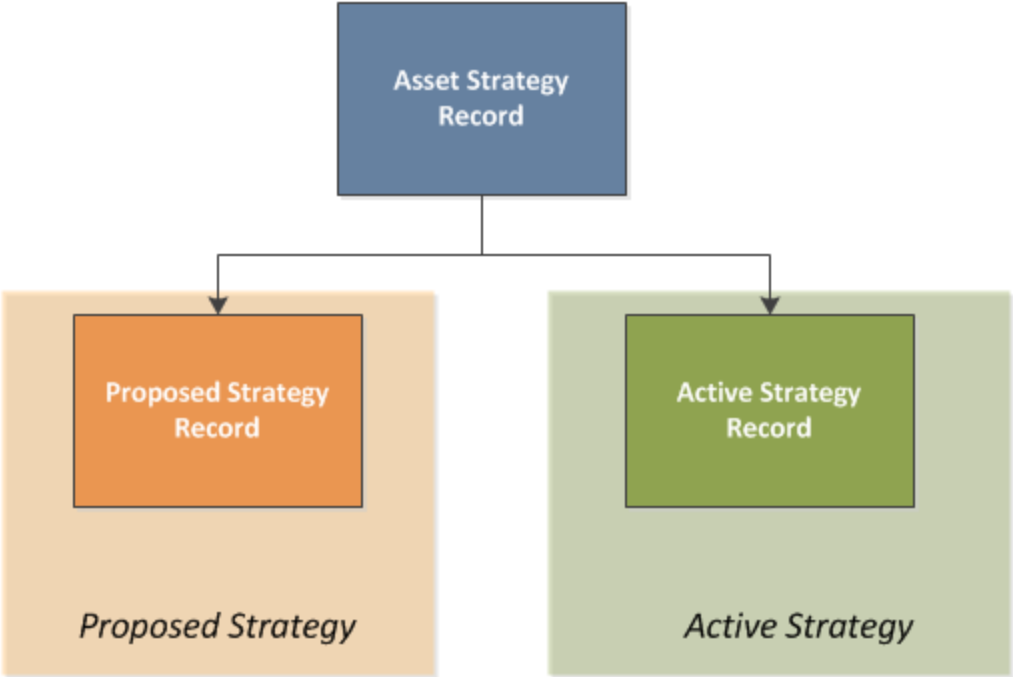 Asset Strategy
Record
Proposed Strategy
Record
Active Strategy
Record
Proposed Strategy
Active Strategy